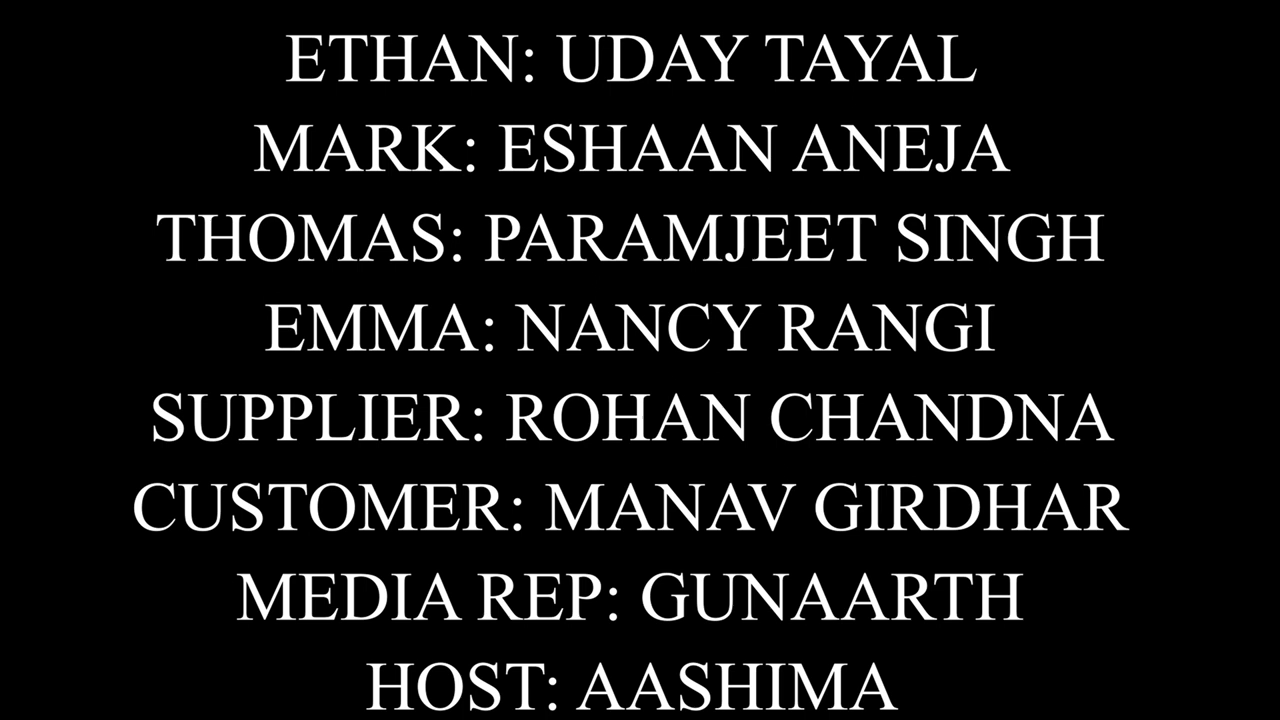 ETHAN: UDAY TAYAL
MARK: ESHAAN ANEJA
THOMAS: PARAMJEET SINGH
EMMA: NANCY RANGI
SUPPLIER: ROHAN CHANDNA
CUSTOMER: MANAV GIRDHAR
MEDIA REP: GUNAARTH
HOST: AASHIMA